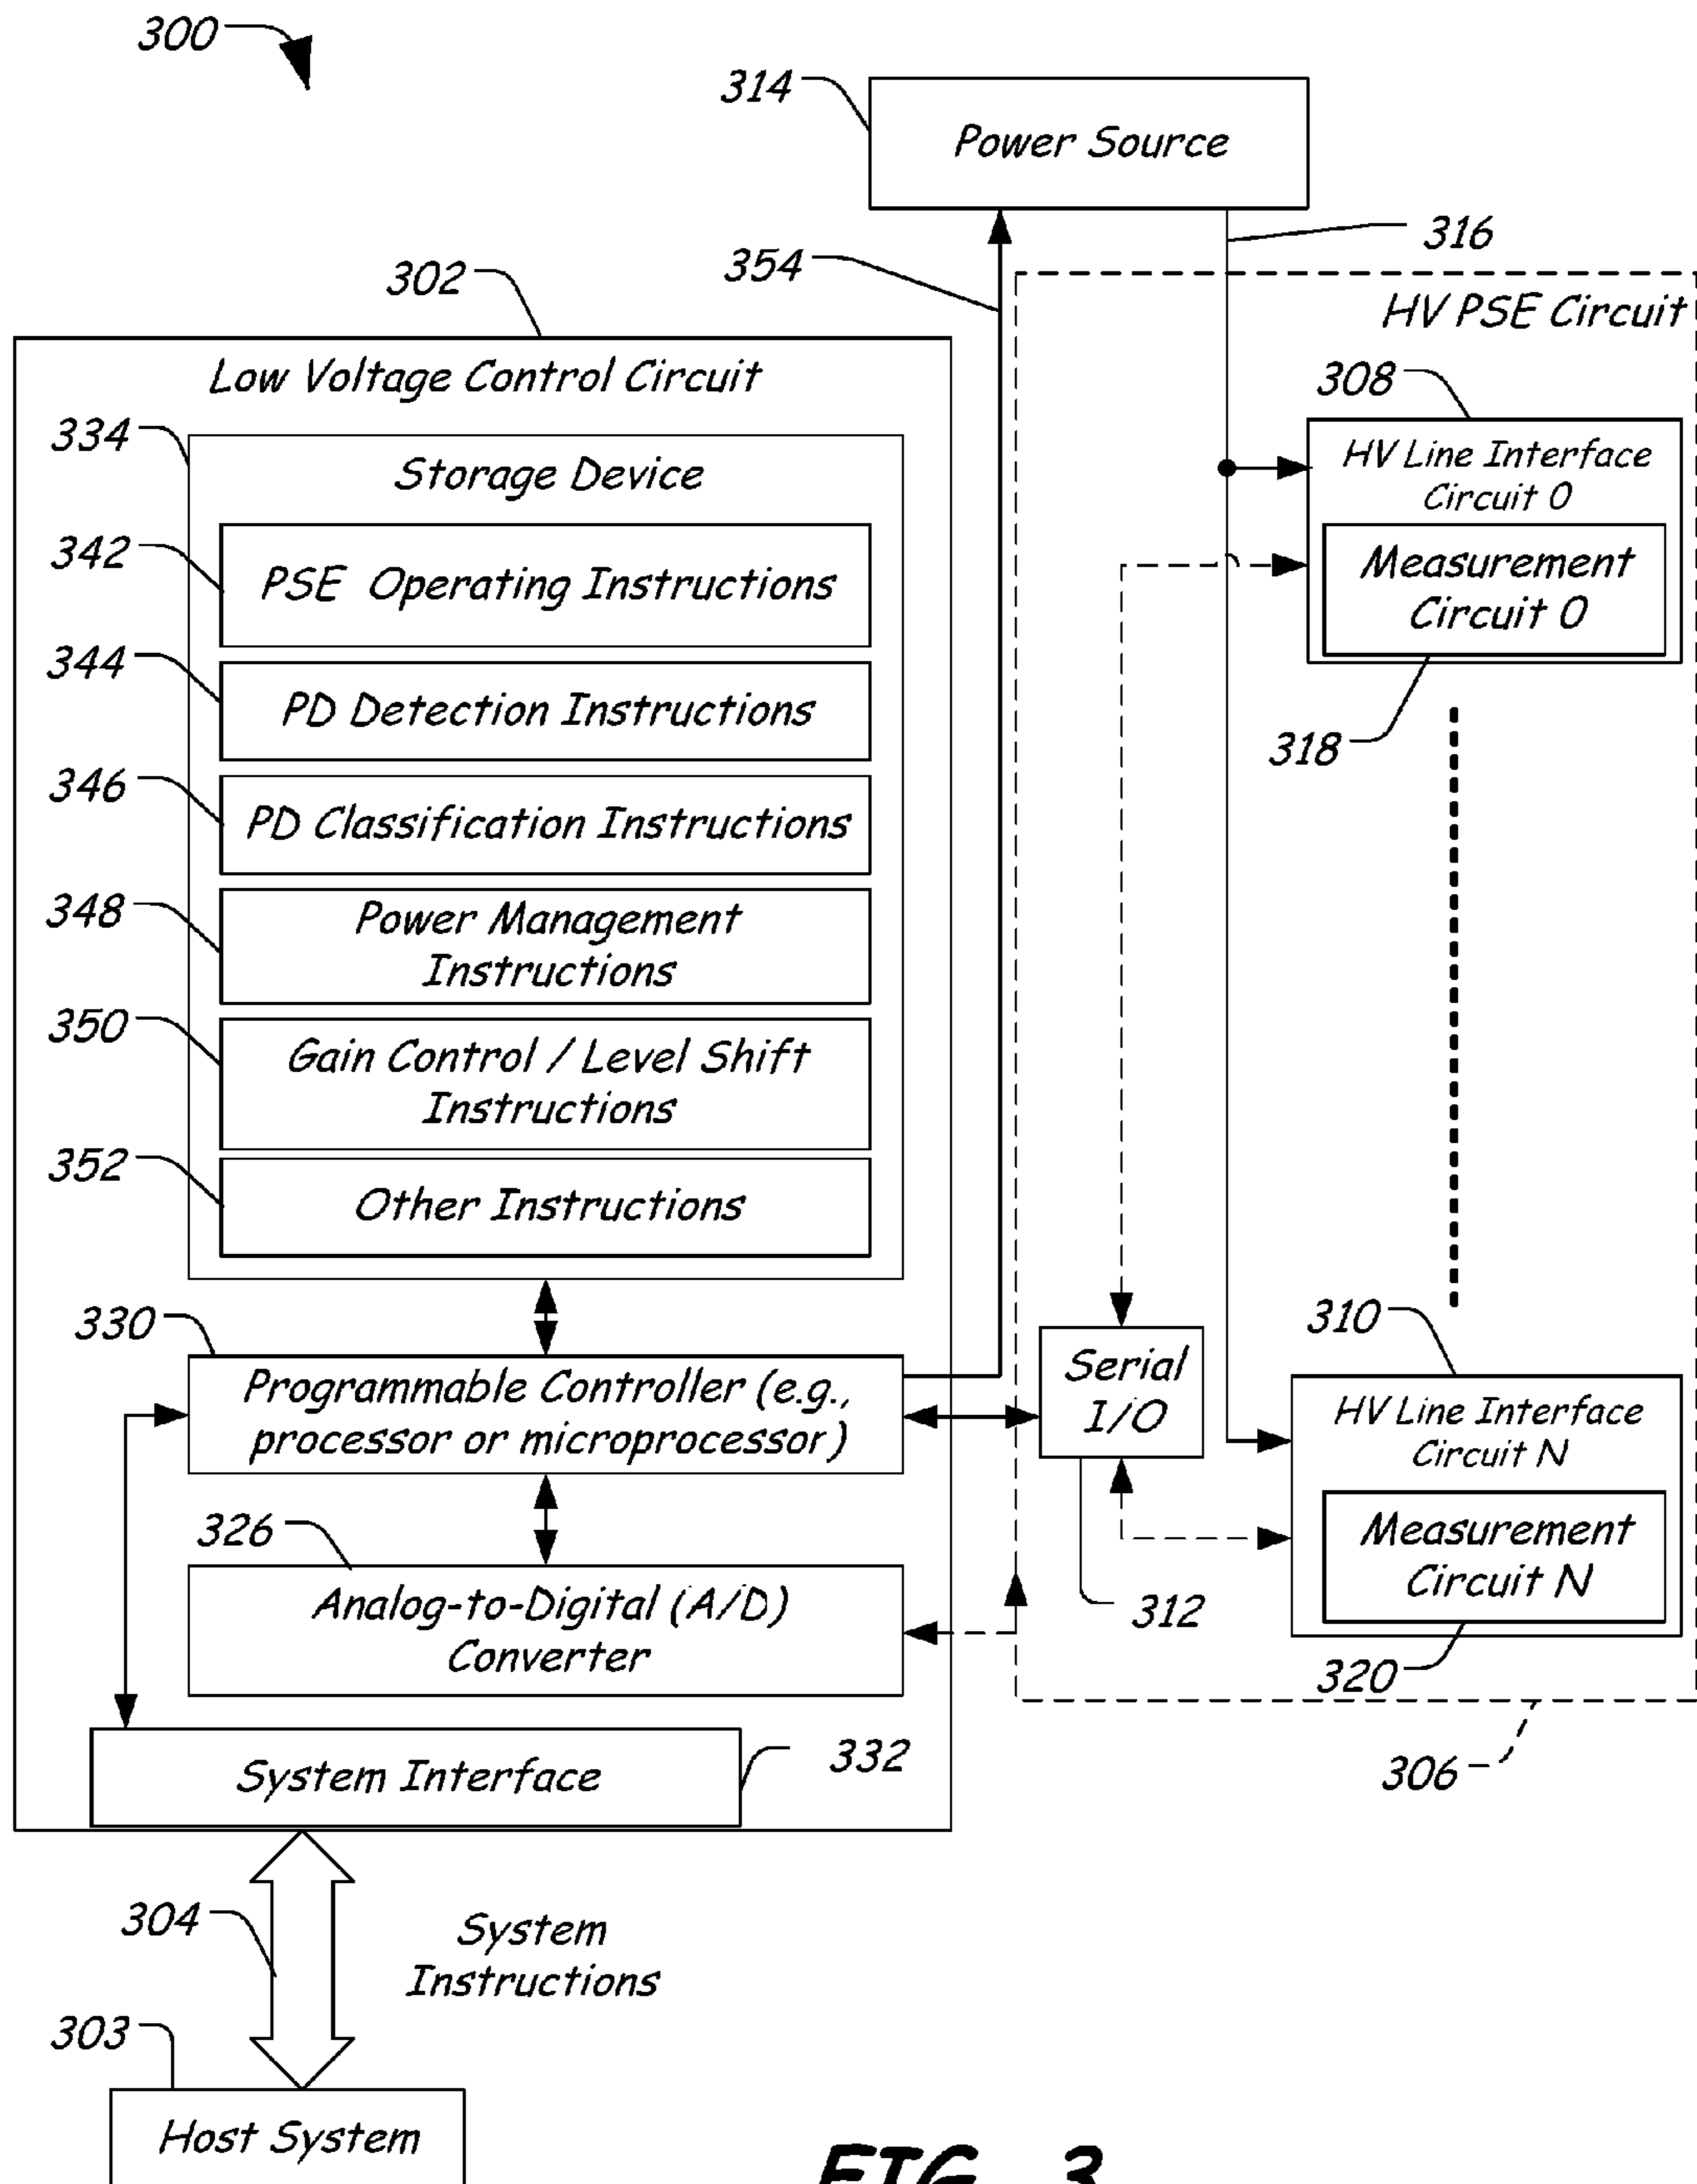 300
314
Power Source
316
354
302
HV PSE Circuit
Low Voltage Control Circuit
308
334
Storage Device
HV Line Interface
Circuit 0
342
PSE Operating Instructions
Measurement
Circuit 0
344
PD Detection Instructions
318
346
PD Classification Instructions
348
Power Management
Instructions
350
Gain Control / Level Shift
Instructions
352
Other Instructions
330
310
Programmable Controller (e.g.,
processor or microprocessor)
Serial
I/O
HV Line Interface
Circuit N
326
Measurement
Circuit N
Analog-to-Digital (A/D)
Converter
312
320
System Interface
332
306
304
System
Instructions
303
Host System
FIG. 3